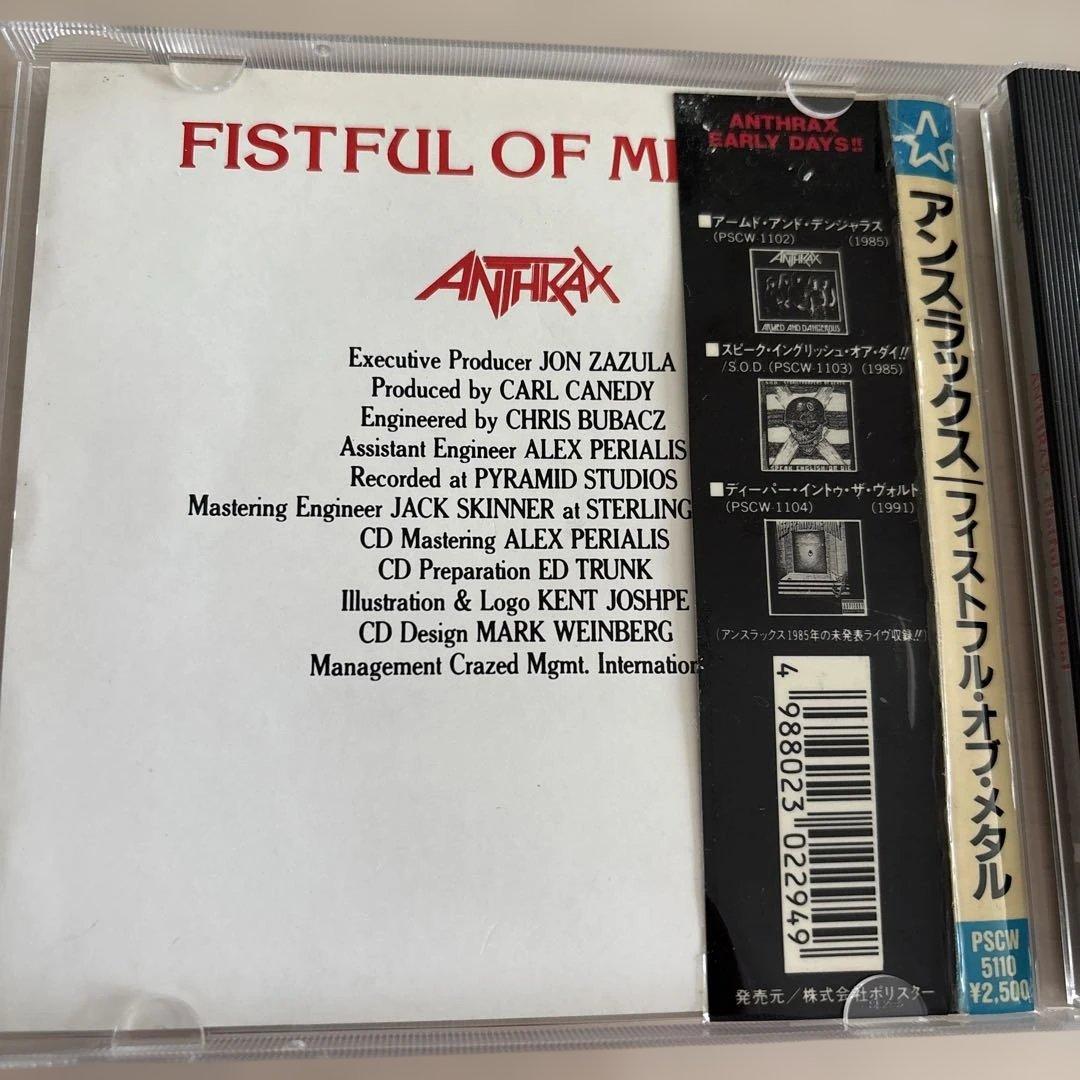 FISTFUL OF
ANTHRAX
Executive Producer JON ZAZULA
Produced by CARL CANEDY
Engineered by CHRIS BUBACZ
Assistant Engineer ALEX PERIALIS
Recorded at PYRAMID STUDIOS
Mastering Engineer JACK SKINNER at STERLING
CD Mastering ALEX PERIALIS
CD Preparation ED TRUNK
Illustration & Logo KENT JOSHPE
CD Design MARK WEINBERG
Management Crazed Mgmt. Internation
ANTHRAX
EARLY DAYS!!
■アームド・アンド・デンジャラス
(PSCW-1102) (1985)
ANTHRAX
ARMED AND DANGEROUS
■スピーク・イングリッシュ・オア・ダイ!!
/S.O.D. (PSCW-1103) (1985)
SPEAK ENGLISH OR DIE
■ディーパー・イントゥ・ザ・ヴォルト
(PSCW-1104) (1991)
(アンスラックス1985年の未発表ライヴ収録!!)
4 988023 022949
発売元/株式会社ポリスター
アンスラックス/フィストフル・オブ・メタル
PSCW
5110
¥2,500